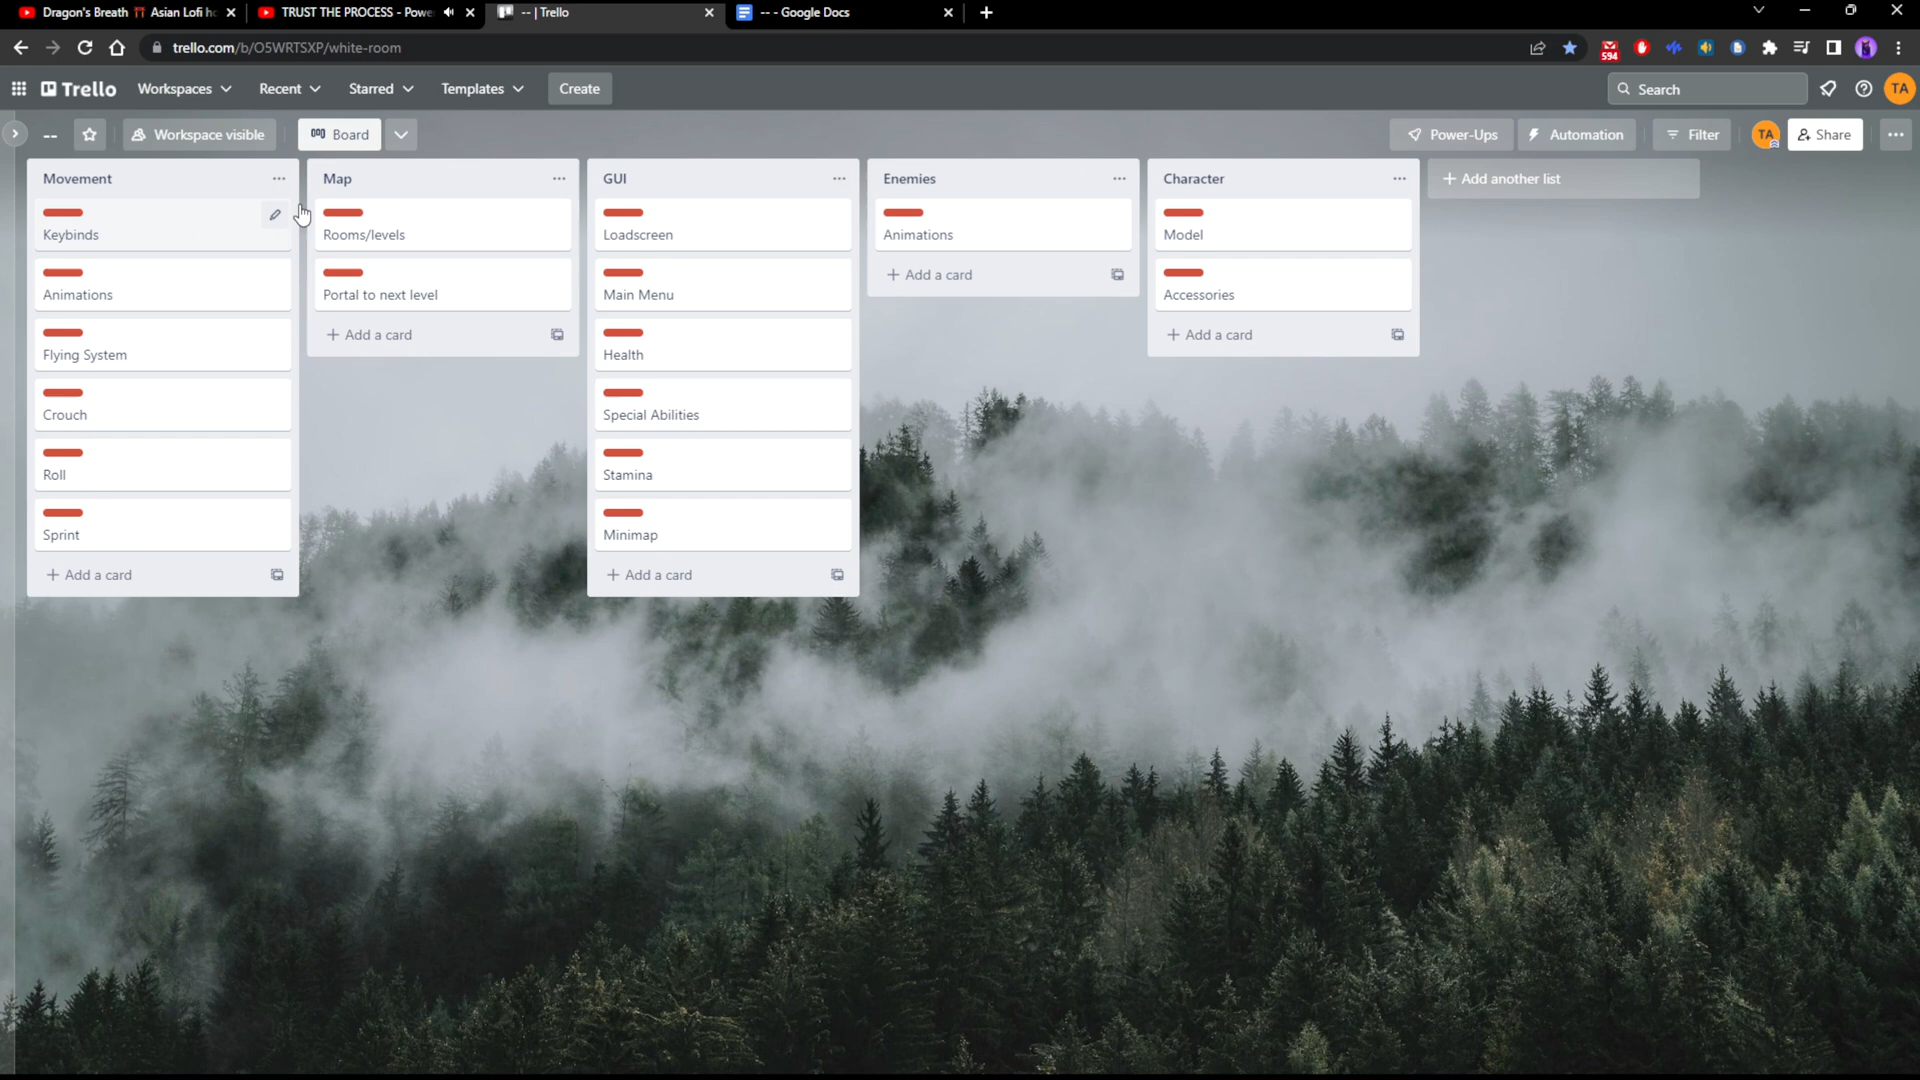 Dragon's Breath ⛩ Asian Lofi h
TRUST THE PROCESS - Powe
-- | Trello
-- - Google Docs
trello.com/b/O5WRTSXP/white-room
594
Trello
Workspaces
Recent
Starred
Templates
Create
Search
TA
--
Workspace visible
Board
Power-Ups
Automation
Filter
TA
Share
Movement
Keybinds
Animations
Flying System
Crouch
Roll
Sprint
+ Add a card
Map
Rooms/levels
Portal to next level
+ Add a card
GUI
Loadscreen
Main Menu
Health
Special Abilities
Stamina
Minimap
+ Add a card
Enemies
Animations
+ Add a card
Character
Model
Accessories
+ Add a card
+ Add another list